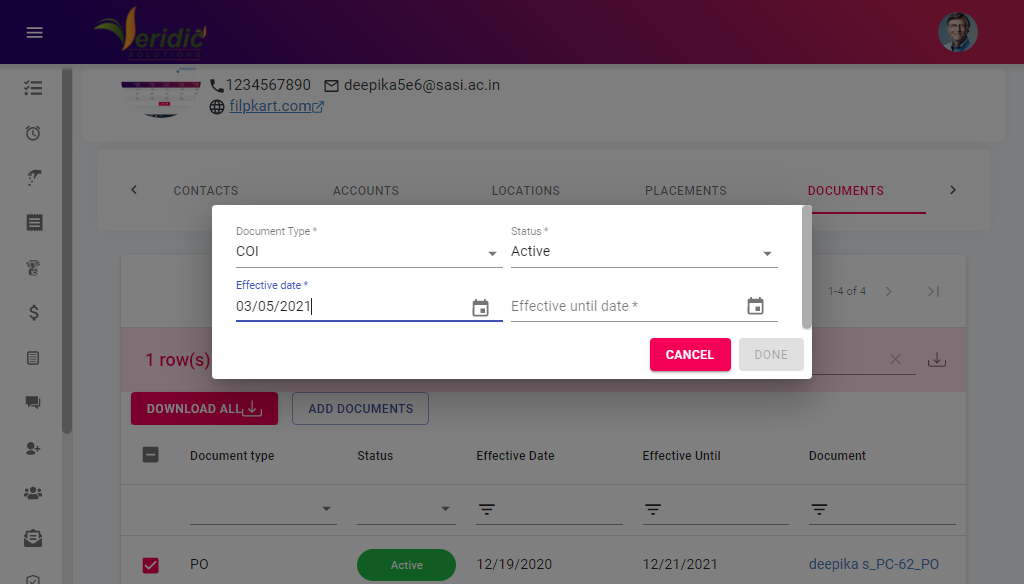 eridic
SOLUTIONS
1234567890 deepika5e6@sasi.ac.in
filpkart.com
CONTACTS ACCOUNTS LOCATIONS PLACEMENTS DOCUMENTS
Document Type * Status *
COI Active
Effective date *
03/05/2021 Effective until date *
1-4 of 4
CANCEL DONE
1 row(s)
DOWNLOAD ALL ADD DOCUMENTS
Document type Status Effective Date Effective Until Document
PO Active 12/19/2020 12/21/2021 deepika s_PC-62_PO